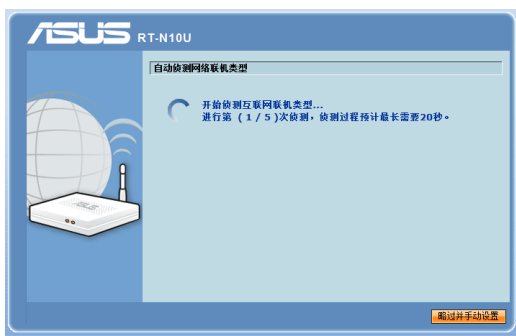 ASUS RT-N10U
自动侦测网络联机类型
开始侦测互联网联机类型...
进行第 ( 1 / 5 )次侦测，侦测过程预计最长需要20秒。
ASUS
略过并手动设置